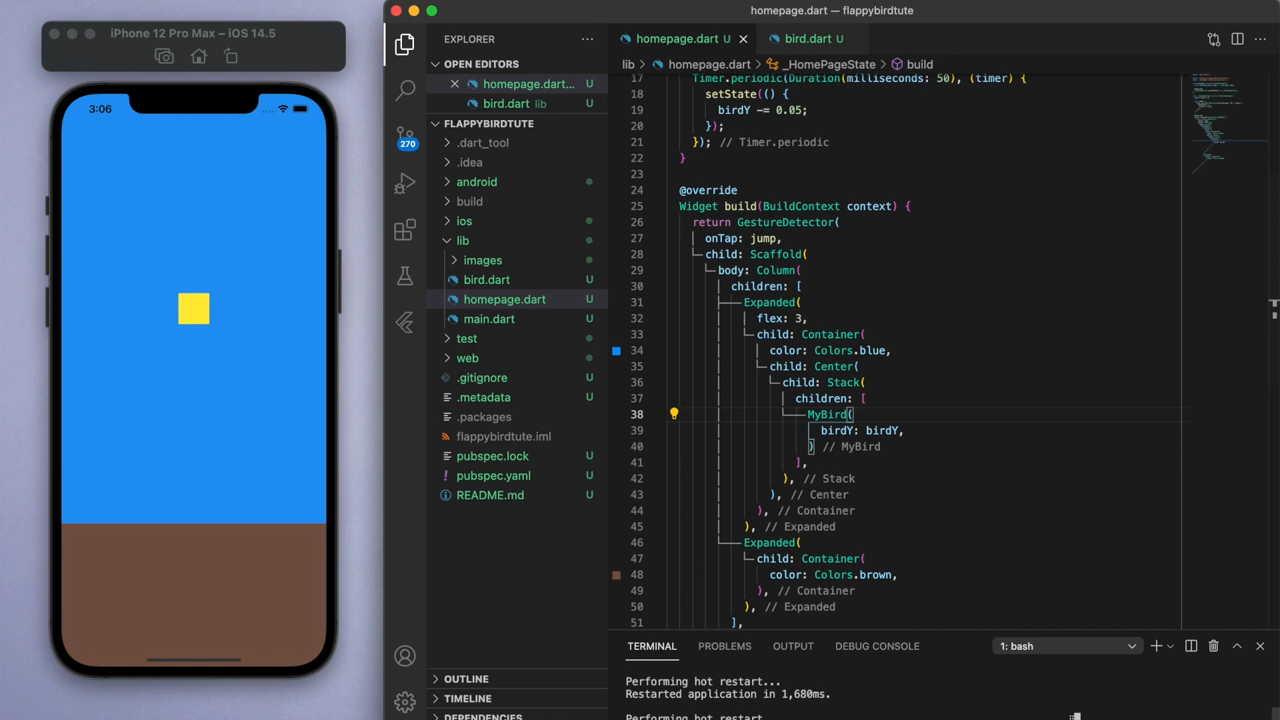 iPhone 12 Pro Max – iOS 14.5
3:06
homepage.dart — flappybirdtute
EXPLORER
OPEN EDITORS
homepage.dart... U
bird.dart lib U
FLAPPYBIRDTUTE
.dart_tool
.idea
android
build
ios
lib
images
bird.dart U
homepage.dart U
main.dart U
test
web
.gitignore U
.metadata U
.packages
flappybirdtute.iml
pubspec.lock U
pubspec.yaml U
README.md U
OUTLINE
TIMELINE
DEPENDENCIES
270
homepage.dart U
bird.dart U
lib > homepage.dart > _HomePageState > build
17 Timer.periodic(Duration(milliseconds: 50), (timer) {
18 setState(() {
19 birdY -= 0.05;
20 });
21 }); // Timer.periodic
22 }
23
24 @override
25 Widget build(BuildContext context) {
26 return GestureDetector(
27 onTap: jump,
28 child: Scaffold(
29 body: Column(
30 children: [
31 Expanded(
32 flex: 3,
33 child: Container(
34 color: Colors.blue,
35 child: Center(
36 child: Stack(
37 children: [
38 MyBird(
39 birdY: birdY,
40 ) // MyBird
41 ],
42 ), // Stack
43 ), // Center
44 ), // Container
45 ), // Expanded
46 Expanded(
47 child: Container(
48 color: Colors.brown,
49 ), // Container
50 ), // Expanded
51 ],
TERMINAL PROBLEMS OUTPUT DEBUG CONSOLE
1: bash
Performing hot restart...
Restarted application in 1,680ms.
Performing hot restart